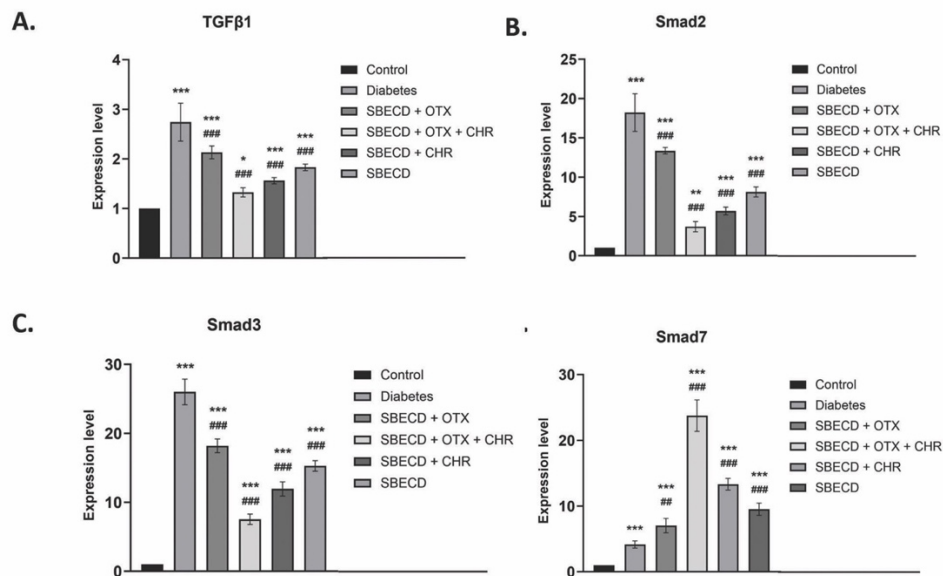 A.
TGFβ1
Expression level
4
3
2
1
0
***
***
###
*
###
***
###
***
###
Control
Diabetes
SBECD + OTX
SBECD + OTX + CHR
SBECD + CHR
SBECD
B.
Smad2
Expression level
25
20
15
10
5
0
***
***
###
**
###
***
###
***
###
Control
Diabetes
SBECD + OTX
SBECD + OTX + CHR
SBECD + CHR
SBECD
C.
Smad3
Expression level
30
20
10
0
***
***
###
***
###
***
###
***
###
Control
Diabetes
SBECD + OTX
SBECD + OTX + CHR
SBECD + CHR
SBECD
.
Smad7
Expression level
30
20
10
0
***
***
##
***
###
***
###
***
###
Control
Diabetes
SBECD + OTX
SBECD + OTX + CHR
SBECD + CHR
SBECD